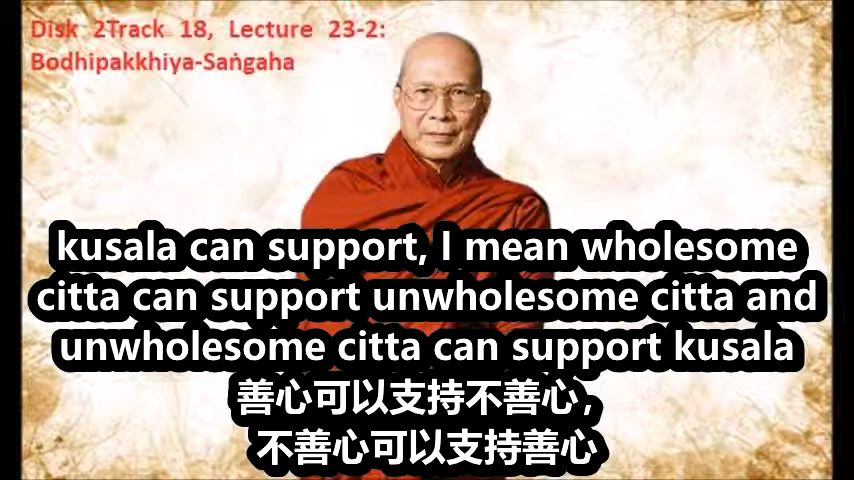 Disk 2Track 18, Lecture 23-2:
Bodhipakkhiya-Saṅgaha
kusala can support, I mean wholesome
citta can support unwholesome citta and
unwholesome citta can support kusala
善心可以支持不善心，
不善心可以支持善心